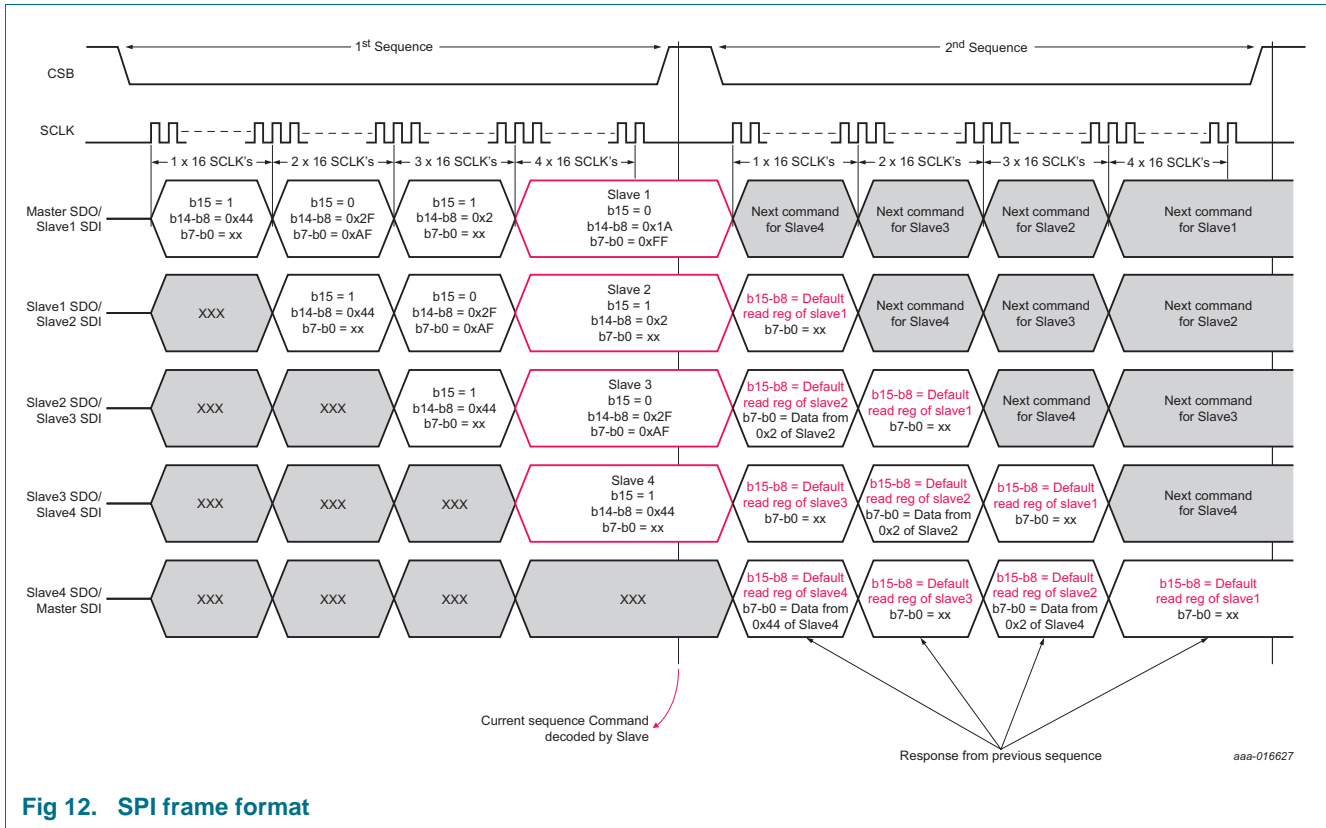 1st Sequence
2nd Sequence
CSB
SCLK
1 x 16 SCLK's
2 x 16 SCLK's
3 x 16 SCLK's
4 x 16 SCLK's
1 x 16 SCLK's
2 x 16 SCLK's
3 x 16 SCLK's
4 x 16 SCLK's
Master SDO/
Slave1 SDI
b15 = 1
b14-b8 = 0x44
b7-b0 = xx
b15 = 0
b14-b8 = 0x2F
b7-b0 = 0xAF
b15 = 1
b14-b8 = 0x2
b7-b0 = xx
Slave 1
b15 = 0
b14-b8 = 0x1A
b7-b0 = 0xFF
Next command
for Slave4
Next command
for Slave3
Next command
for Slave2
Next command
for Slave1
Slave1 SDO/
Slave2 SDI
XXX
b15 = 1
b14-b8 = 0x44
b7-b0 = xx
b15 = 0
b14-b8 = 0x2F
b7-b0 = 0xAF
Slave 2
b15 = 1
b14-b8 = 0x2
b7-b0 = xx
b15-b8 = Default
read reg of slave1
b7-b0 = xx
Next command
for Slave4
Next command
for Slave3
Next command
for Slave2
Slave2 SDO/
Slave3 SDI
XXX
XXX
b15 = 1
b14-b8 = 0x44
b7-b0 = xx
Slave 3
b15 = 0
b14-b8 = 0x2F
b7-b0 = 0xAF
b15-b8 = Default
read reg of slave2
b7-b0 = Data from
0x2 of Slave2
b15-b8 = Default
read reg of slave1
b7-b0 = xx
Next command
for Slave4
Next command
for Slave3
Slave3 SDO/
Slave4 SDI
XXX
XXX
XXX
Slave 4
b15 = 1
b14-b8 = 0x44
b7-b0 = xx
b15-b8 = Default
read reg of slave3
b7-b0 = xx
b15-b8 = Default
read reg of slave2
b7-b0 = Data from
0x2 of Slave2
b15-b8 = Default
read reg of slave1
b7-b0 = xx
Next command
for Slave4
Slave4 SDO/
Master SDI
XXX
XXX
XXX
XXX
b15-b8 = Default
read reg of slave4
b7-b0 = Data from
0x44 of Slave4
b15-b8 = Default
read reg of slave3
b7-b0 = xx
b15-b8 = Default
read reg of slave2
b7-b0 = Data from
0x2 of Slave4
b15-b8 = Default
read reg of slave1
b7-b0 = xx
Current sequence Command
decoded by Slave
Response from previous sequence
aaa-016627
Fig 12. SPI frame format